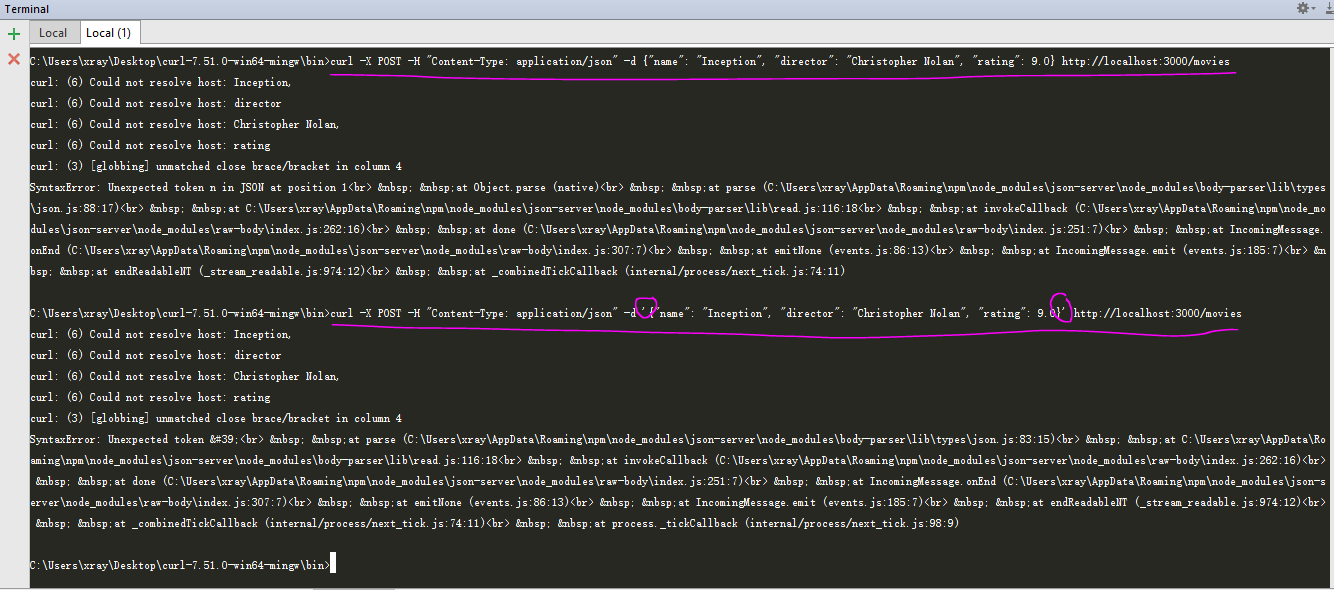 Terminal
Local
Local (1)
C:\Users\xray\Desktop\curl-7.51.0-win64-mingw\bin>curl -X POST -H "Content-Type: application/json" -d {"name": "Inception", "director": "Christopher Nolan", "rating": 9.0} http://localhost:3000/movies
curl: (6) Could not resolve host: Inception,
curl: (6) Could not resolve host: director
curl: (6) Could not resolve host: Christopher Nolan,
curl: (6) Could not resolve host: rating
curl: (3) [globbing] unmatched close brace/bracket in column 4
SyntaxError: Unexpected token n in JSON at position 1<br> &nbsp; &nbsp;at Object.parse (native)<br> &nbsp; &nbsp;at parse (C:\Users\xray\AppData\Roaming\npm\node_modules\json-server\node_modules\body-parser\lib\types
\json.js:88:17)<br> &nbsp; &nbsp;at C:\Users\xray\AppData\Roaming\npm\node_modules\json-server\node_modules\body-parser\lib\read.js:116:18<br> &nbsp; &nbsp;at invokeCallback (C:\Users\xray\AppData\Roaming\npm\node_mo
dules\json-server\node_modules\raw-body\index.js:262:16)<br> &nbsp; &nbsp;at done (C:\Users\xray\AppData\Roaming\npm\node_modules\json-server\node_modules\raw-body\index.js:251:7)<br> &nbsp; &nbsp;at IncomingMessage.
onEnd (C:\Users\xray\AppData\Roaming\npm\node_modules\json-server\node_modules\raw-body\index.js:307:7)<br> &nbsp; &nbsp;at emitNone (events.js:86:13)<br> &nbsp; &nbsp;at IncomingMessage.emit (events.js:185:7)<br> &n
bsp; &nbsp;at endReadableNT (_stream_readable.js:974:12)<br> &nbsp; &nbsp;at _combinedTickCallback (internal/process/next_tick.js:74:11)
C:\Users\xray\Desktop\curl-7.51.0-win64-mingw\bin>curl -X POST -H "Content-Type: application/json" -d '{"name": "Inception", "director": "Christopher Nolan", "rating": 9.0}' http://localhost:3000/movies
curl: (6) Could not resolve host: Inception,
curl: (6) Could not resolve host: director
curl: (6) Could not resolve host: Christopher Nolan,
curl: (6) Could not resolve host: rating
curl: (3) [globbing] unmatched close brace/bracket in column 4
SyntaxError: Unexpected token &#39;<br> &nbsp; &nbsp;at parse (C:\Users\xray\AppData\Roaming\npm\node_modules\json-server\node_modules\body-parser\lib\types\json.js:83:15)<br> &nbsp; &nbsp;at C:\Users\xray\AppData\Ro
aming\npm\node_modules\json-server\node_modules\body-parser\lib\read.js:116:18<br> &nbsp; &nbsp;at invokeCallback (C:\Users\xray\AppData\Roaming\npm\node_modules\json-server\node_modules\raw-body\index.js:262:16)<br>
&nbsp; &nbsp;at done (C:\Users\xray\AppData\Roaming\npm\node_modules\json-server\node_modules\raw-body\index.js:251:7)<br> &nbsp; &nbsp;at IncomingMessage.onEnd (C:\Users\xray\AppData\Roaming\npm\node_modules\json-s
erver\node_modules\raw-body\index.js:307:7)<br> &nbsp; &nbsp;at emitNone (events.js:86:13)<br> &nbsp; &nbsp;at IncomingMessage.emit (events.js:185:7)<br> &nbsp; &nbsp;at endReadableNT (_stream_readable.js:974:12)<br>
&nbsp; &nbsp;at _combinedTickCallback (internal/process/next_tick.js:74:11)<br> &nbsp; &nbsp;at process._tickCallback (internal/process/next_tick.js:98:9)
C:\Users\xray\Desktop\curl-7.51.0-win64-mingw\bin>